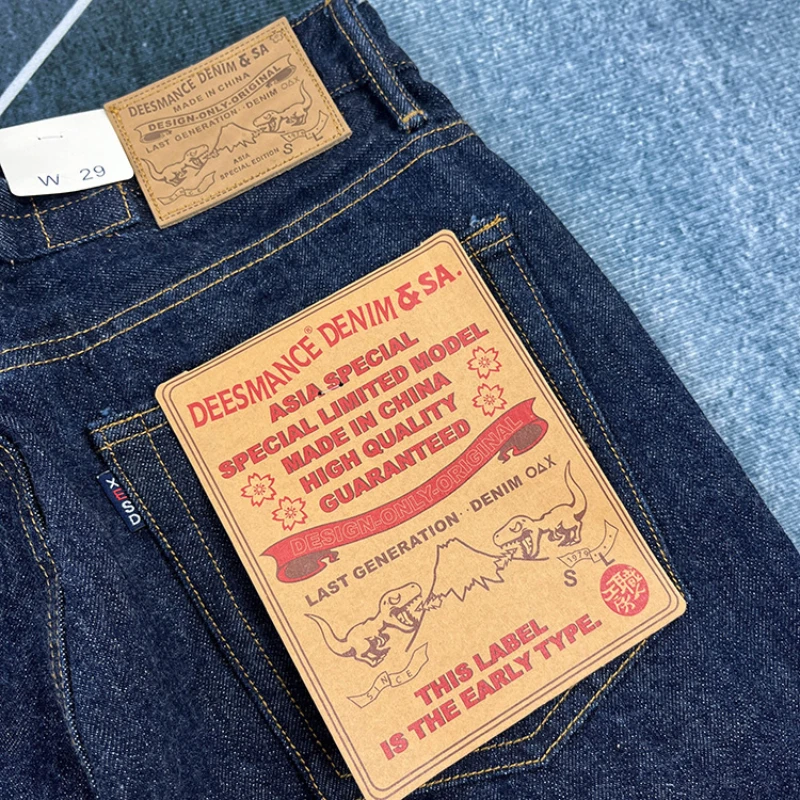 DEESMANCE DENIM & SA
MADE IN CHINA
DESIGN-ONLY-ORIGINAL
LAST GENERATION DENIM O∆X
ASIA
SPECIAL EDITION
S L
W 29
DEESMANCE® DENIM & SA.
ASIA SPECIAL
SPECIAL LIMITED MODEL
MADE IN CHINA
HIGH QUALITY
GUARANTEED
DESIGN-ONLY-ORIGINAL
LAST GENERATION · · DENIM O∆X
1979
S L
SNCE
THIS LABEL
IS THE EARLY TYPE.